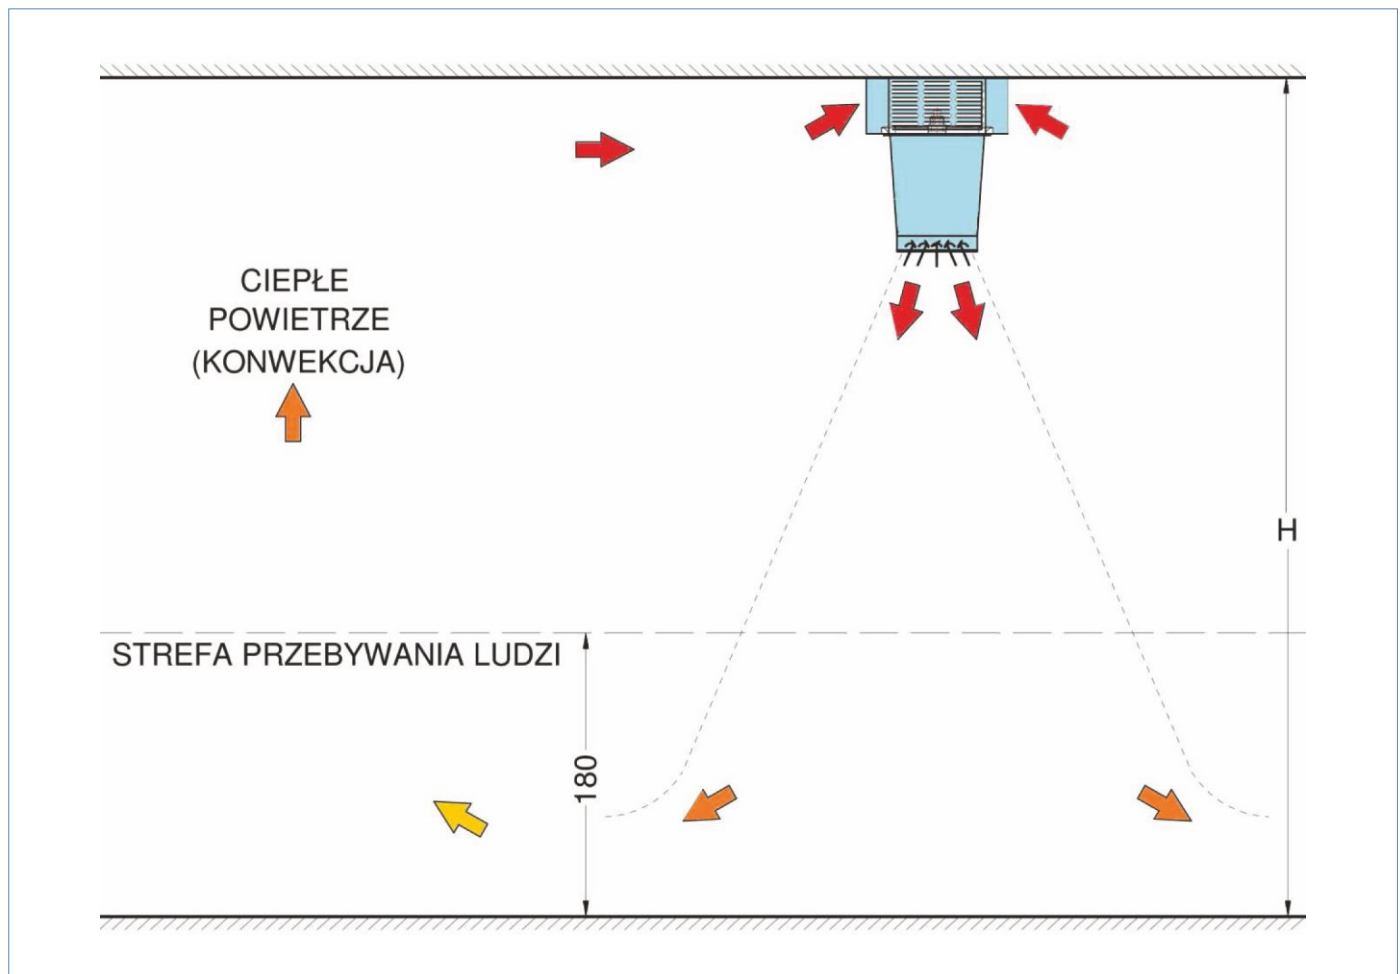 CIEPŁE
POWIETRZE
(KONWEKCJA)
H
STREFA PRZEBYWANIA LUDZI
180